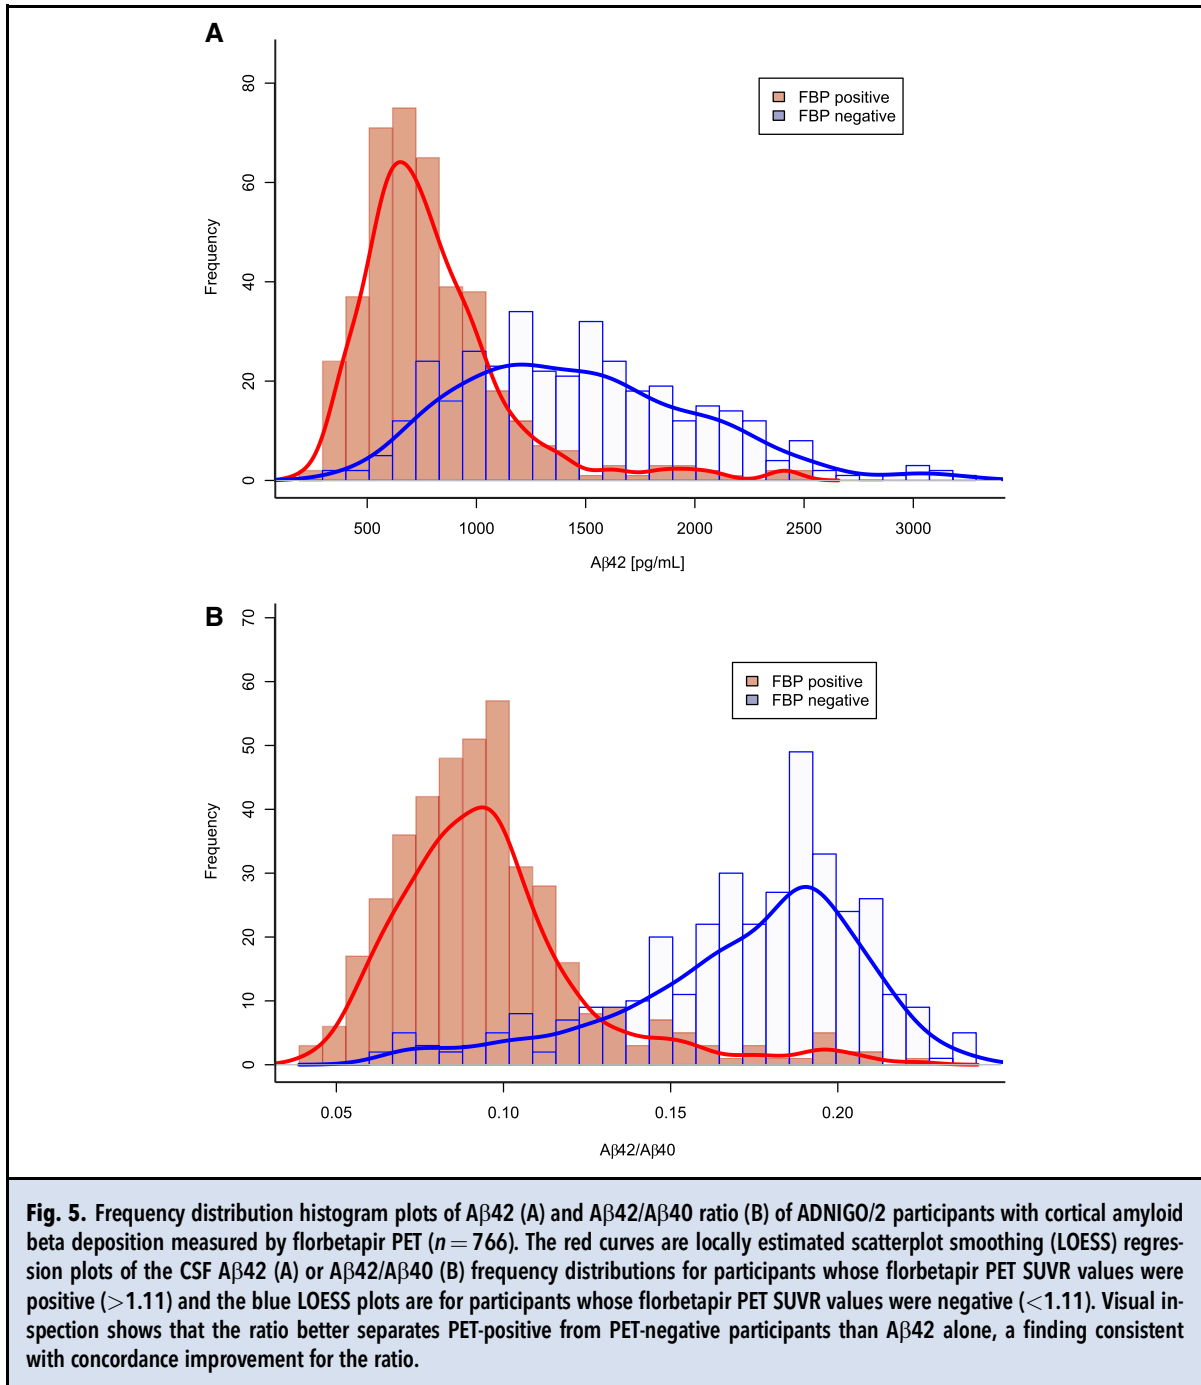 A
80
60
40
20
0
Frequency
FBP positive
FBP negative
500 1000 1500 2000 2500 3000
Aβ42 [pg/mL]
B
70
60
50
40
30
20
10
0
Frequency
FBP positive
FBP negative
0.05 0.10 0.15 0.20
Aβ42/Aβ40
Fig. 5. Frequency distribution histogram plots of Aβ42 (A) and Aβ42/Aβ40 ratio (B) of ADNIGO/2 participants with cortical amyloid
beta deposition measured by florbetapir PET (n = 766). The red curves are locally estimated scatterplot smoothing (LOESS) regres-
sion plots of the CSF Aβ42 (A) or Aβ42/Aβ40 (B) frequency distributions for participants whose florbetapir PET SUVR values were
positive (>1.11) and the blue LOESS plots are for participants whose florbetapir PET SUVR values were negative (<1.11). Visual in-
spection shows that the ratio better separates PET-positive from PET-negative participants than Aβ42 alone, a finding consistent
with concordance improvement for the ratio.